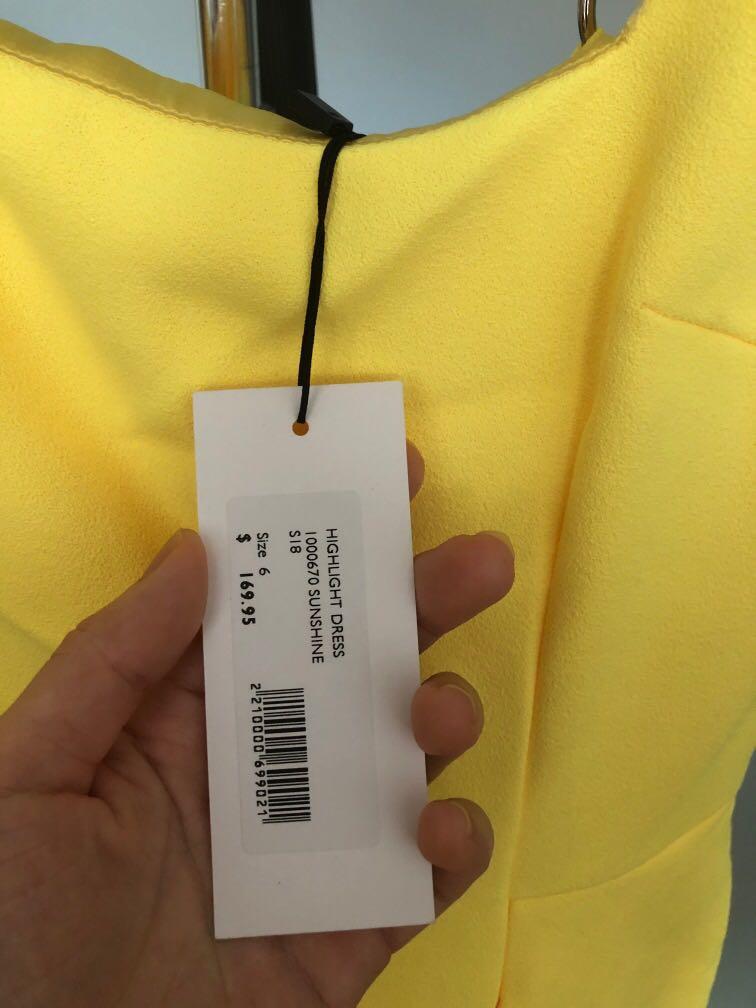 HIGHLIGHT DRESS
1000670 SUNSHINE
S18
Size 6
$ 169.95
2210000699021